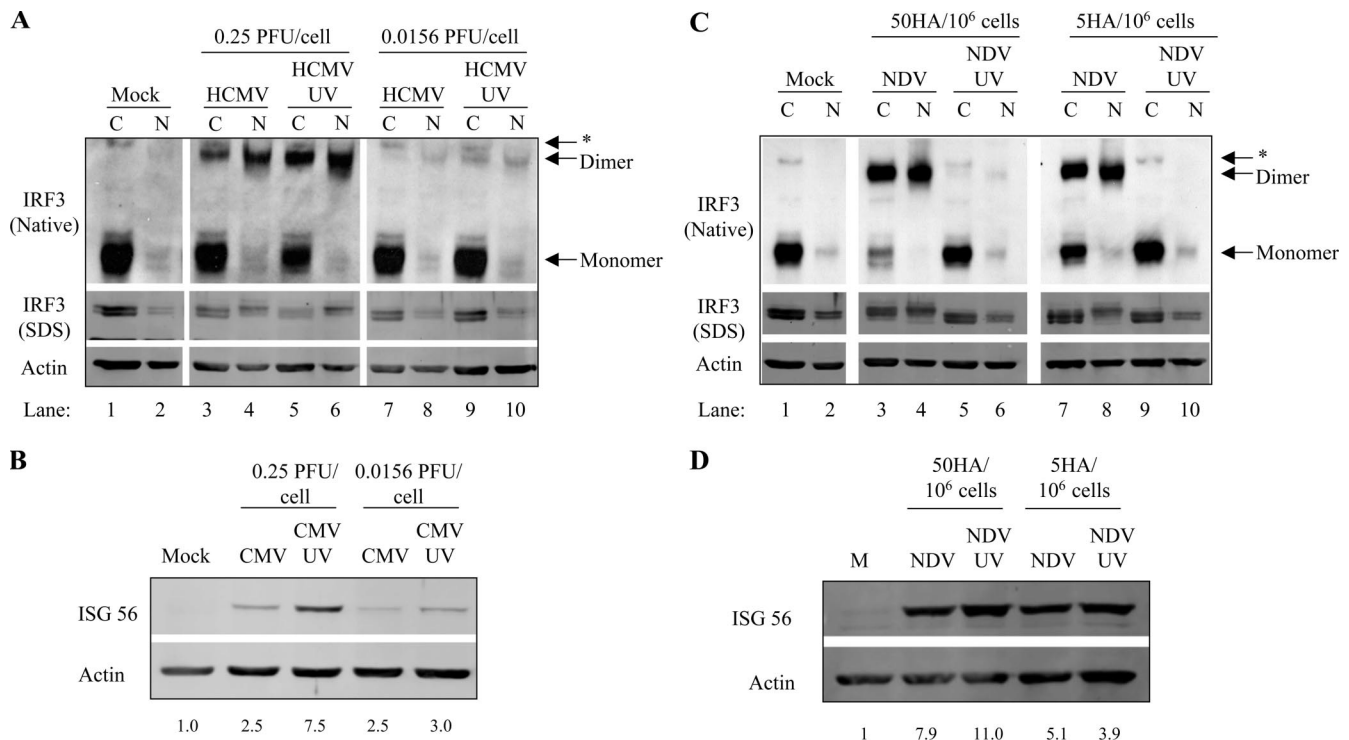 A
0.25 PFU/cell
0.0156 PFU/cell
HCMV
HCMV
Mock
HCMV
UV
HCMV
UV
C N C N C N C N C N
*
Dimer
IRF3
(Native)
Monomer
IRF3
(SDS)
Actin
Lane: 1 2 3 4 5 6 7 8 9 10
B
0.25 PFU/
0.0156 PFU/
cell
cell
CMV
CMV
Mock
CMV
UV
CMV
UV
ISG 56
Actin
1.0 2.5 7.5 2.5 3.0
C
50HA/10⁶ cells
5HA/10⁶ cells
NDV
NDV
Mock
NDV
UV
NDV
UV
C N C N C N C N C N
*
Dimer
IRF3
(Native)
Monomer
IRF3
(SDS)
Actin
Lane: 1 2 3 4 5 6 7 8 9 10
D
50HA/
5HA/
10⁶ cells
10⁶ cells
NDV
NDV
M
NDV
UV
NDV
UV
ISG 56
Actin
1 7.9 11.0 5.1 3.9